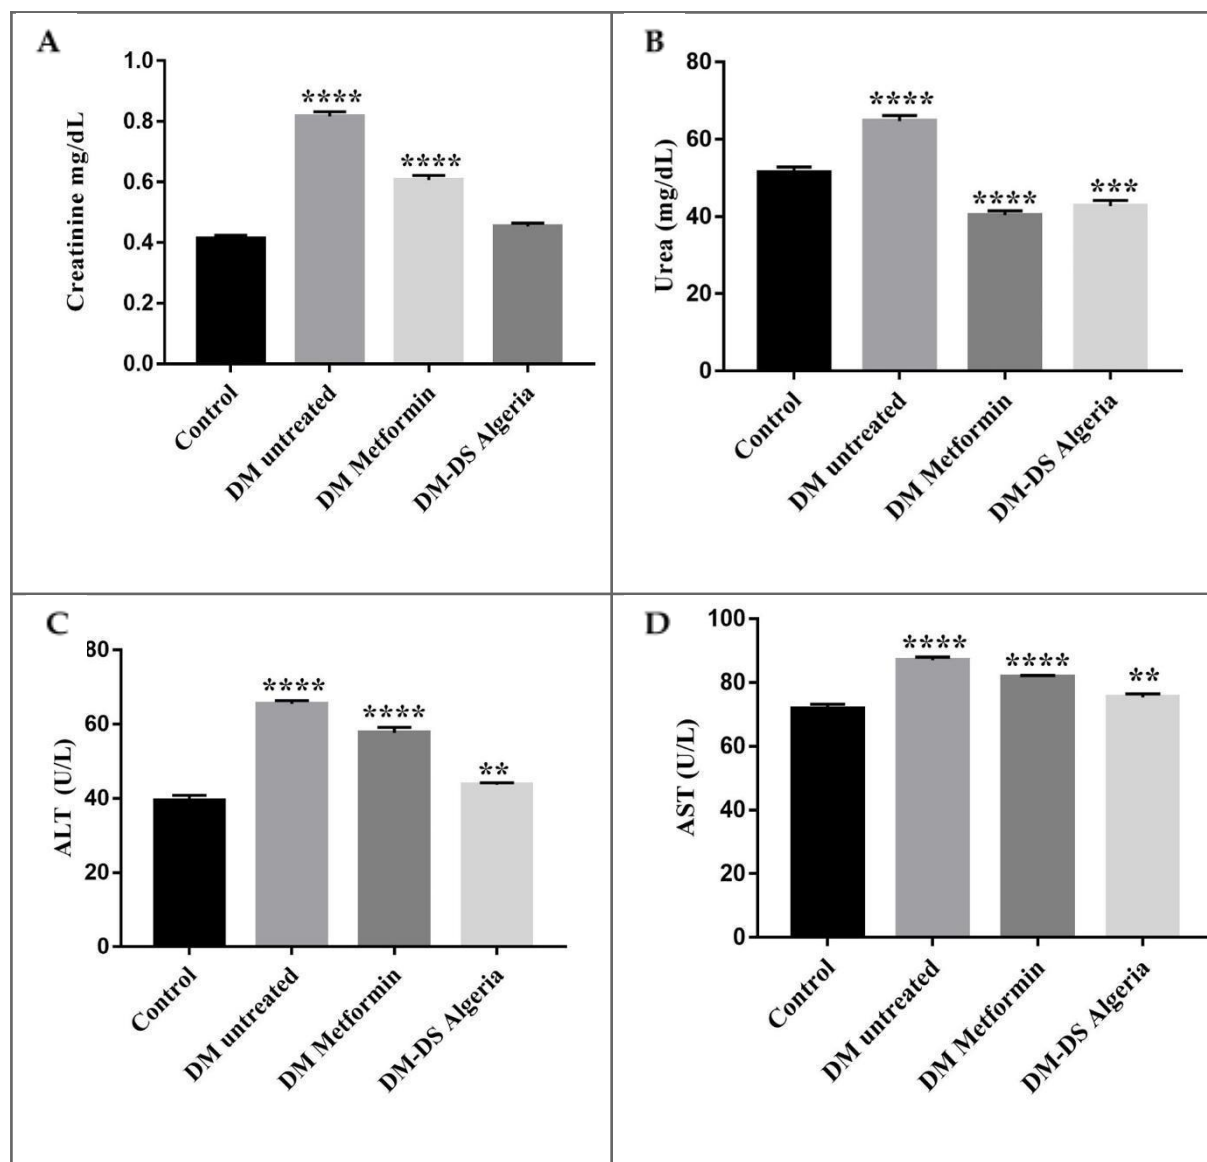 A
Creatinine mg/dL
1.0
0.8
0.6
0.4
0.2
0.0
****
****
Control
DM untreated
DM Metformin
DM-DS Algeria
B
Urea (mg/dL)
80
60
40
20
0
****
****
***
Control
DM untreated
DM Metformin
DM-DS Algeria
C
ALT (U/L)
80
60
40
20
0
****
****
**
Control
DM untreated
DM Metformin
DM-DS Algeria
D
AST (U/L)
100
80
60
40
20
0
****
****
**
Control
DM untreated
DM Metformin
DM-DS Algeria